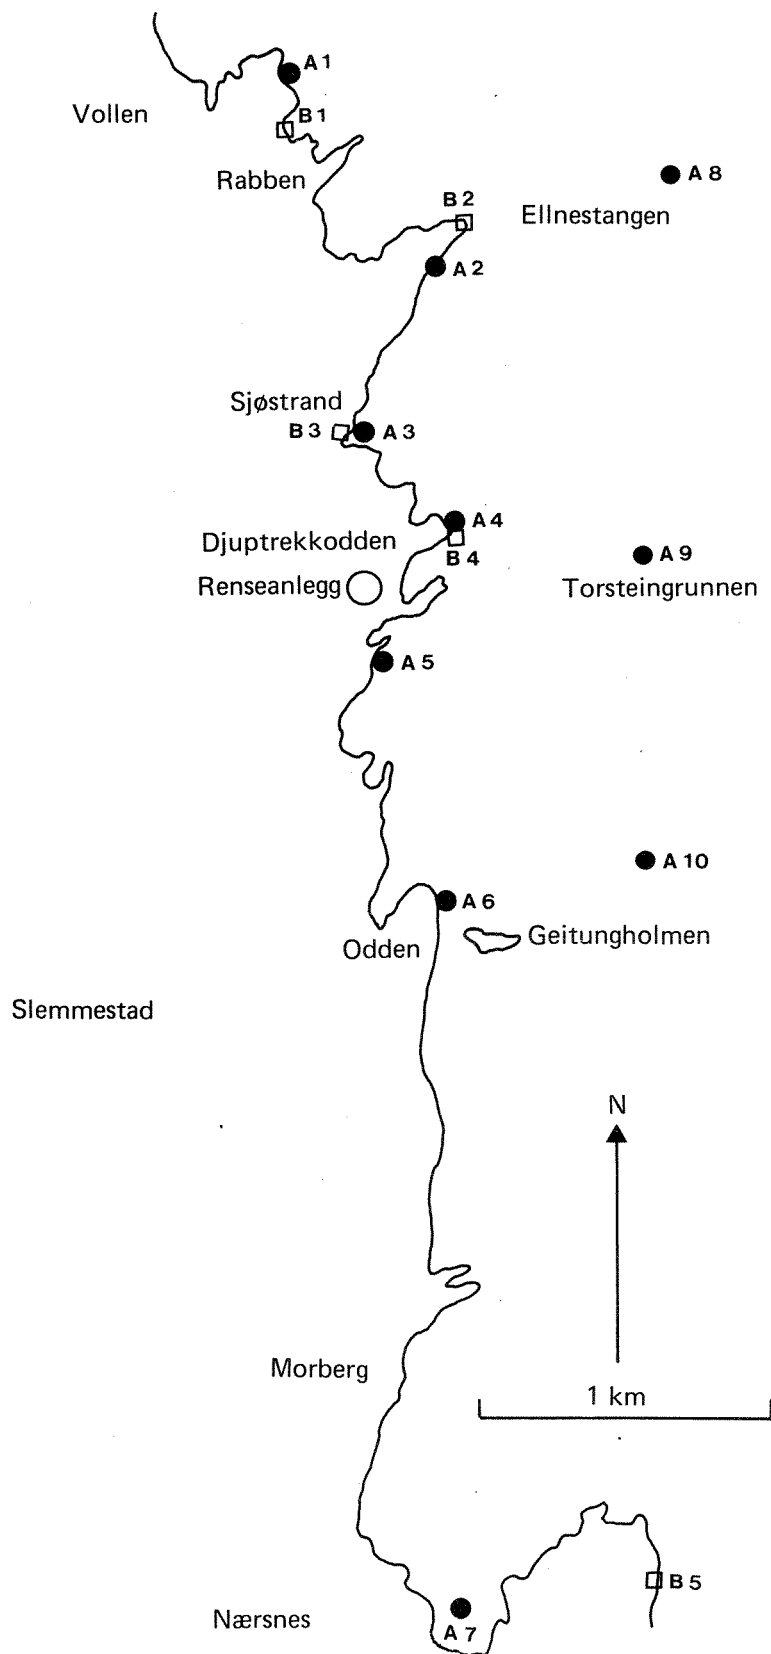 A 1
Vollen
B 1
A 8
Rabben
B 2
Ellnestangen
A 2
Sjøstrand
B 3
A 3
A 4
Djuptrekkodden
B 4
A 9
Renseanlegg
Torsteingrunnen
A 5
A 10
A 6
Geitungholmen
Odden
Slemmestad
N
Morberg
1 km
B 5
Nærsnes
A 7